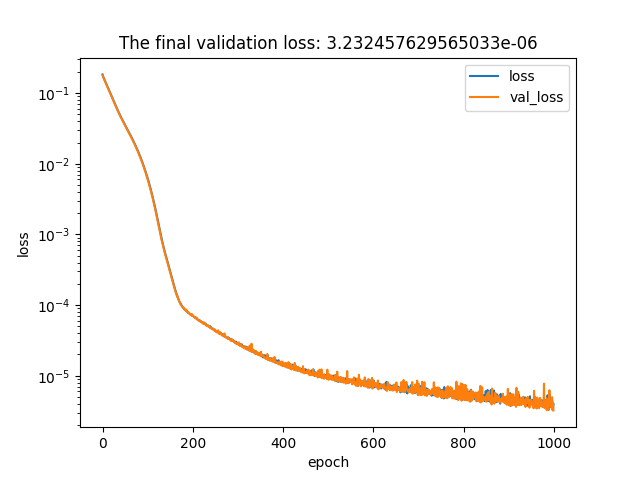 The final validation loss: 3.232457629565033e-06
loss
val_loss
10⁻¹
10⁻²
10⁻³
10⁻⁴
10⁻⁵
loss
0
200
400
600
800
1000
epoch